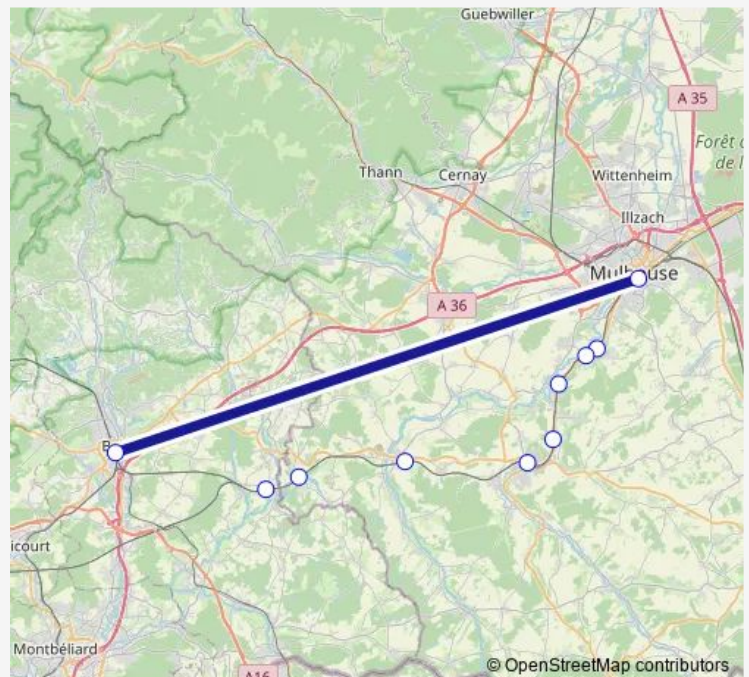 Guebwiller
A 35
Forêt
de l
Thann
Cernay
Wittenheim
Illzach
Mulhouse
A 36
B
icourt
Montbéliard
A16
© OpenStreetMap contributors